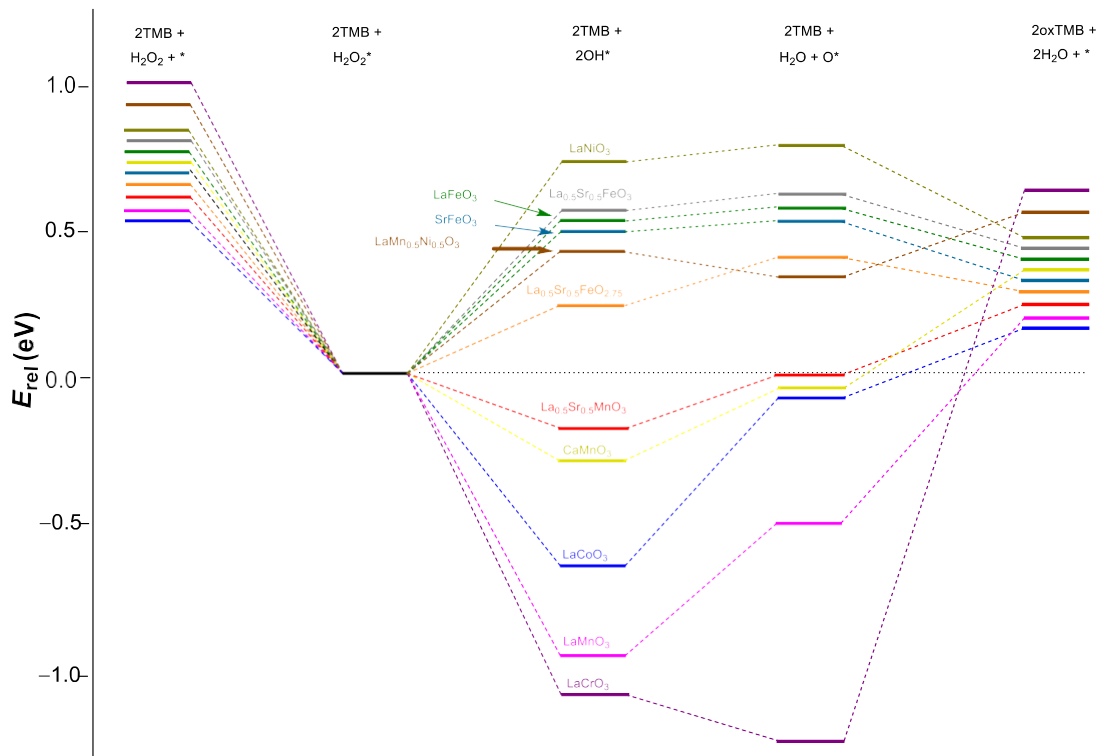 2TMB +
H₂O₂ + *
2TMB +
H₂O₂*
2TMB +
2OH*
2TMB +
H₂O + O*
2oxTMB +
2H₂O + *
E_rel (eV)
1.0
0.5
0.0
−0.5
−1.0
LaNiO₃
La₀.₅Sr₀.₅FeO₃
LaFeO₃
SrFeO₃
LaMn₀.₅Ni₀.₅O₃
La₀.₅Sr₀.₅FeO₂.₇₅
La₀.₅Sr₀.₅MnO₃
CaMnO₃
LaCoO₃
LaMnO₃
LaCrO₃